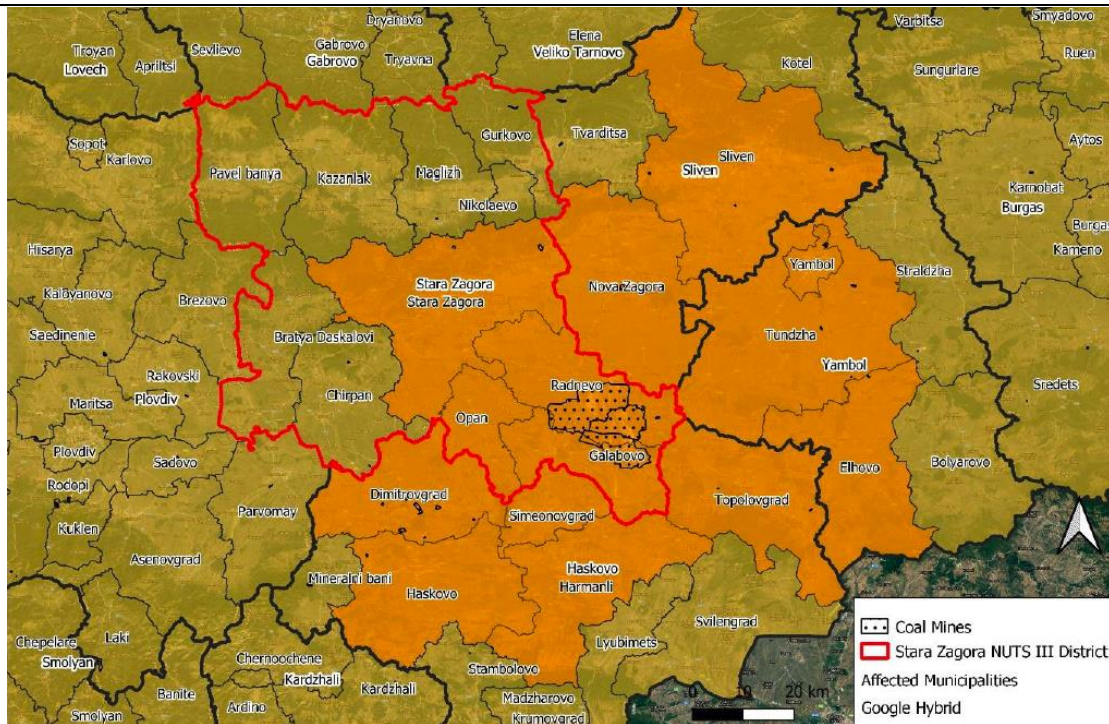 Dryanovo
Varbitsa
Smyadovo
Troyan
Lovech
Apriltsi
Sevlievo
Gabrovo
Gabrovo
Tryavna
Elena
Veliko Tarnovo
Kotel
Sungurlare
Ruen
Sopot
Karlovo
Pavel banya
Kazanlak
Maglizh
Gurkovo
Tvarditsa
Nikolaevo
Sliven
Sliven
Aytos
Karnobat
Burgas
Burgas
Kameno
Hisarya
Kaloyanovo
Brezovo
Stara Zagora
Stara Zagora
Nova Zagora
Yambol
Straldzha
Saedinenie
Bratya Daskalovi
Tundzha
Yambol
Rakovski
Plovdiv
Maritsa
Chirpan
Opan
Radnevo
Sredets
Plovdiv
Sadovo
Galabovo
Elhovo
Bolyarovo
Rodopi
Kuklen
Parvomay
Dimitrovgrad
Simeonovgrad
Topolovgrad
Asenovgrad
Mineralni bani
Haskovo
Haskovo
Harmanli
Svilengrad
Chepelare
Smolyan
Laki
Chernoochene
Kardzhali
Lyubimets
Stambolovo
Banite
Ardino
Kardzhali
Madzharovo
Krumovgrad
Smolyan
0 10 20 km
Coal Mines
Stara Zagora NUTS III District
Affected Municipalities
Google Hybrid